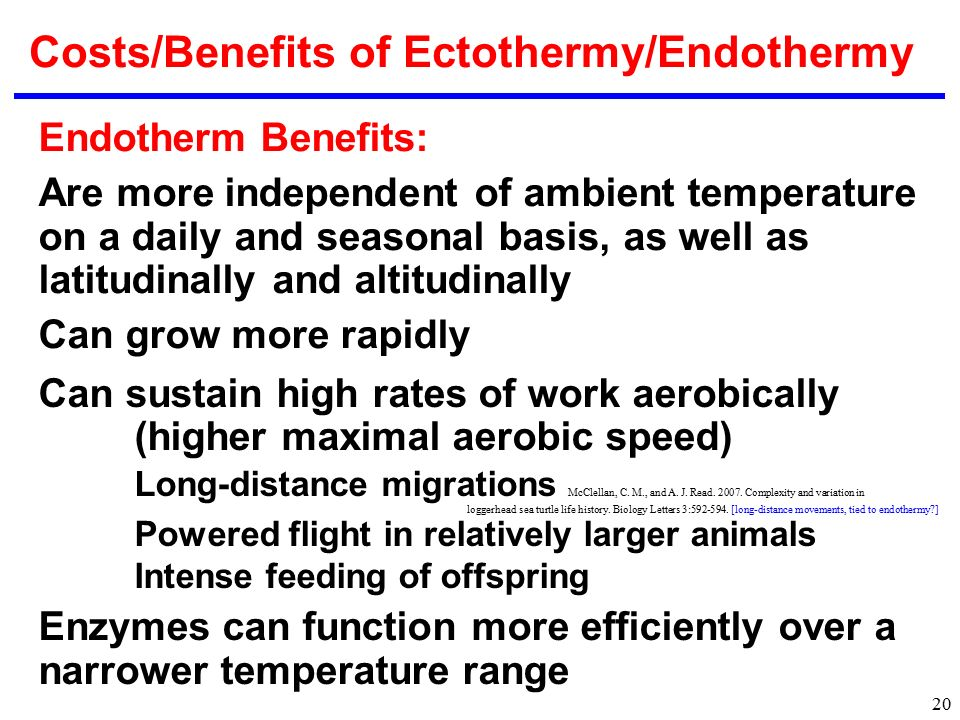 Costs/Benefits of Ectothermy/Endothermy
Endotherm Benefits:
Are more independent of ambient temperature
on a daily and seasonal basis, as well as
latitudinally and altitudinally
Can grow more rapidly
Can sustain high rates of work aerobically
(higher maximal aerobic speed)
Long-distance migrations McClellan, C. M., and A. J. Read. 2007. Complexity and variation in
loggerhead sea turtle life history. Biology Letters 3:592-594. [long-distance movements, tied to endothermy?]
Powered flight in relatively larger animals
Intense feeding of offspring
Enzymes can function more efficiently over a
narrower temperature range
20